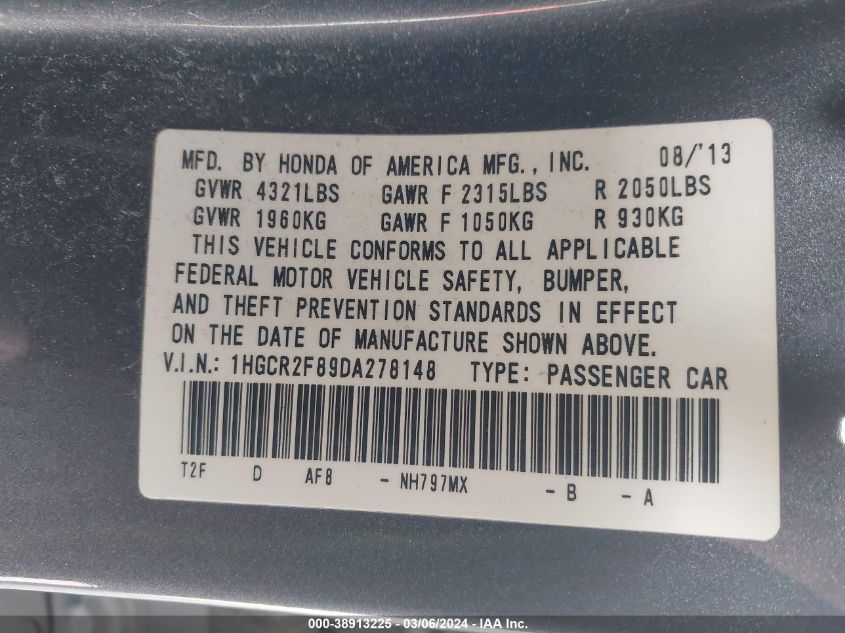 MFD. BY HONDA OF AMERICA MFG., INC. 08/'13
GVWR 4321LBS GAWR F 2315LBS R 2050LBS
GVWR 1960KG GAWR F 1050KG R 930KG
THIS VEHICLE CONFORMS TO ALL APPLICABLE
FEDERAL MOTOR VEHICLE SAFETY, BUMPER,
AND THEFT PREVENTION STANDARDS IN EFFECT
ON THE DATE OF MANUFACTURE SHOWN ABOVE.
V.I.N.: 1HGCR2F89DA278148 TYPE: PASSENGER CAR
T2F D AF8 - NH797MX - B - A
000-38913225 - 03/06/2024 - IAA Inc.